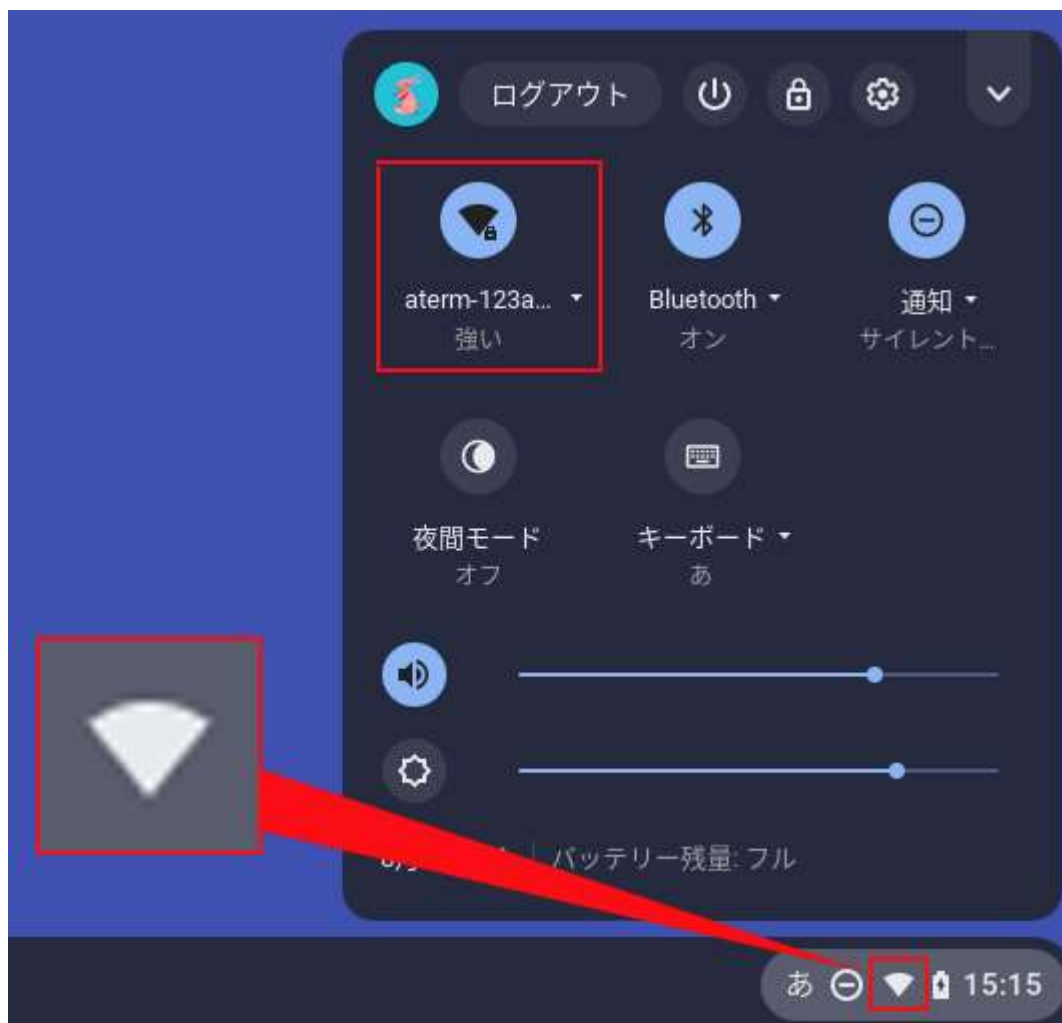 ログアウト
aterm-123a...
強い
Bluetooth
オン
通知
サイレント...
夜間モード
オフ
キーボード
あ
バッテリー残量: フル
あ
15:15